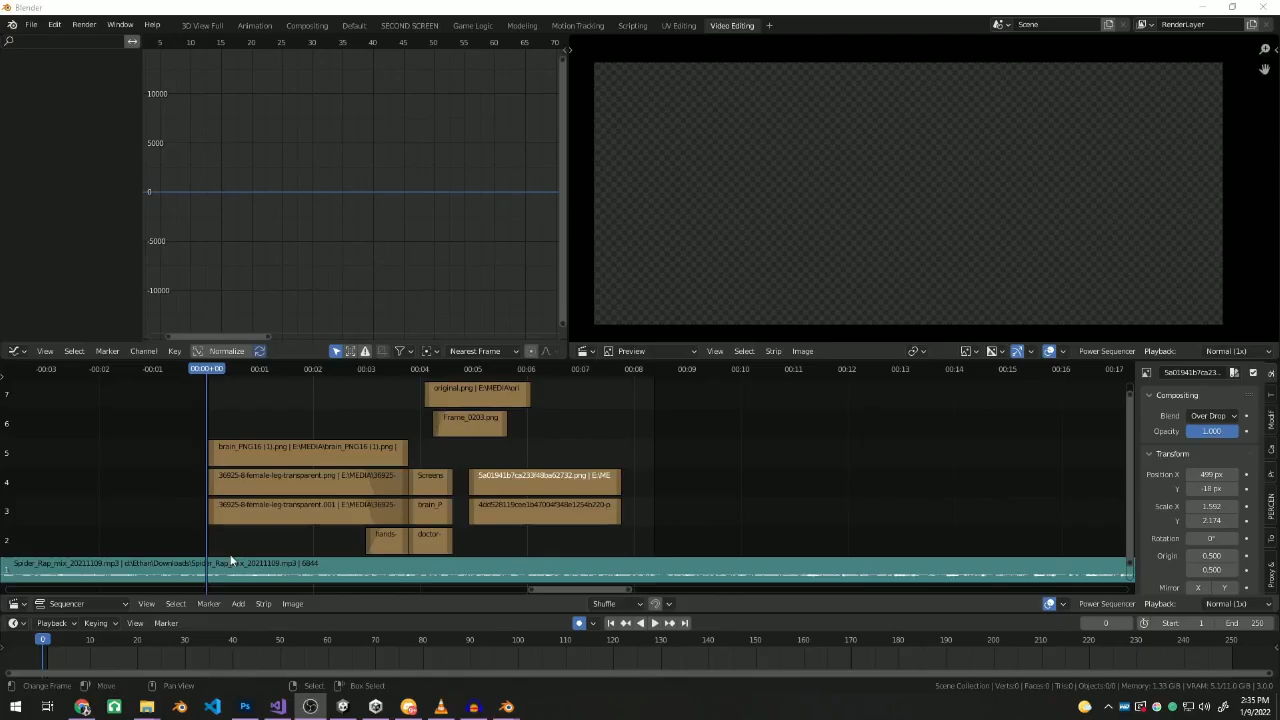 Blender
File Edit Render Window Help 3D View Full Animation Compositing Default SECOND SCREEN Game Logic Modeling Motion Tracking Scripting UV Editing Video Editing + Scene RenderLayer
5 10 15 20 25 30 35 40 45 50 55 60 65 70
10000
5000
0
-5000
-10000
View Select Marker Channel Key Normalize Nearest Frame Preview View Select Strip Image Power Sequencer Playback: Normal (1x)
-00:03 -00:02 -00:01 00:00+00 00:01 00:02 00:03 00:04 00:05 00:06 00:07 00:08 00:09 00:10 00:11 00:12 00:13 00:14 00:15 00:16 00:17
5a01941b7ca23...
7 original.png | E:\MEDIA\ori
6 Frame_0203.png
5 brain_PNG16 (1).png | E:\MEDIA\brain_PNG16 (1).png |
4 36925-8-female-leg-transparent.png | E:\MEDIA\36925- Screens 5a01941b7ca233f48ba62732.png | E:\ME
3 36925-8-female-leg-transparent.001 | E:\MEDIA\36925- brain_P 4dd528119cee1b47004f348e1254b220-p
2 hands- doctor-
1 Spider_Rap_mix_20211109.mp3 | d:\Ethan\Downloads\Spider_Rap_mix_20211109.mp3 | 6844
Compositing
Blend Over Drop
Opacity 1.000
Transform
Position X 499 px
Y -18 px
Scale X 1.592
Y 2.174
Rotation 0°
Origin 0.500
0.500
Mirror X Y
T
Modif
Ca
Pr
PERCEN
To
Proxy &
Sequencer View Select Marker Add Strip Image Shuffle Power Sequencer Playback: Normal (1x)
Playback Keying View Marker 0 Start: 1 End 250
0 10 20 30 40 50 60 70 80 90 100 110 120 130 140 150 160 170 180 190 200 210 220 230 240 250
Change Frame Move Pan View Select Box Select Scene Collection | Verts:0 | Faces:0 | Tris:0 | Objects:0/0 | Memory: 1.33 GiB | VRAM: 5.1/11.0 GiB | 3.0.0
2:35 PM
1/9/2022